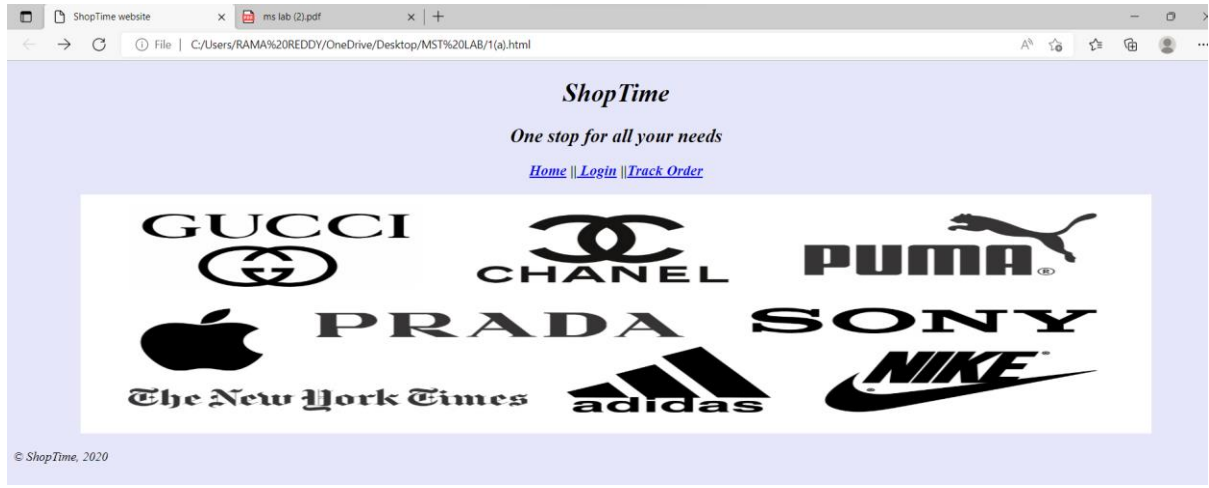 ShopTime website
ms lab (2).pdf
File | C:/Users/RAMA%20REDDY/OneDrive/Desktop/MST%20LAB/1(a).html
ShopTime
One stop for all your needs
Home || Login ||Track Order
GUCCI
CHANEL
PUMA®
PRADA
SONY
The New York Times
adidas
NIKE
© ShopTime, 2020